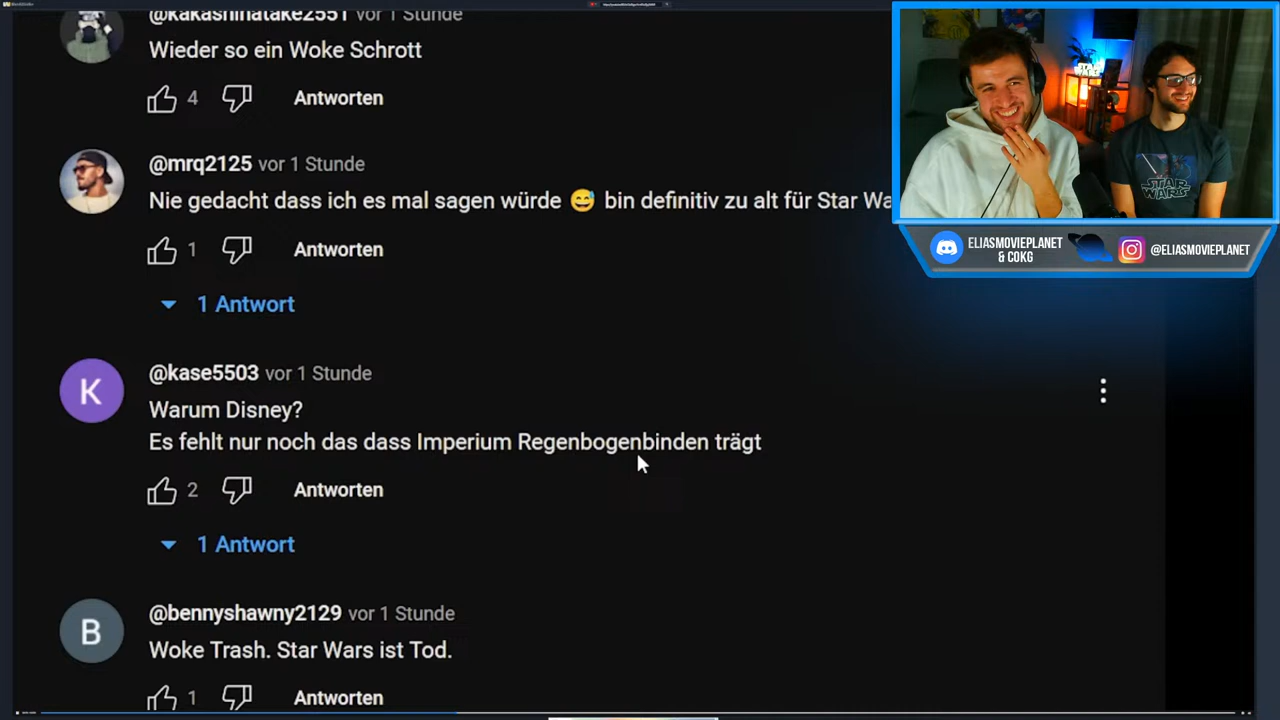 @kakashihatake2551 vor 1 Stunde
Wieder so ein Woke Schrott
4 Antworten
@mrq2125 vor 1 Stunde
Nie gedacht dass ich es mal sagen würde 😅 bin definitiv zu alt für Star Wa
1 Antworten
1 Antwort
@kase5503 vor 1 Stunde
Warum Disney?
Es fehlt nur noch das dass Imperium Regenbogenbinden trägt
2 Antworten
1 Antwort
@bennyshawny2129 vor 1 Stunde
Woke Trash. Star Wars ist Tod.
1 Antworten
STAR WARS
STAR WARS
ELIASMOVIEPLANET
& COKG
@ELIASMOVIEPLANET
K
B